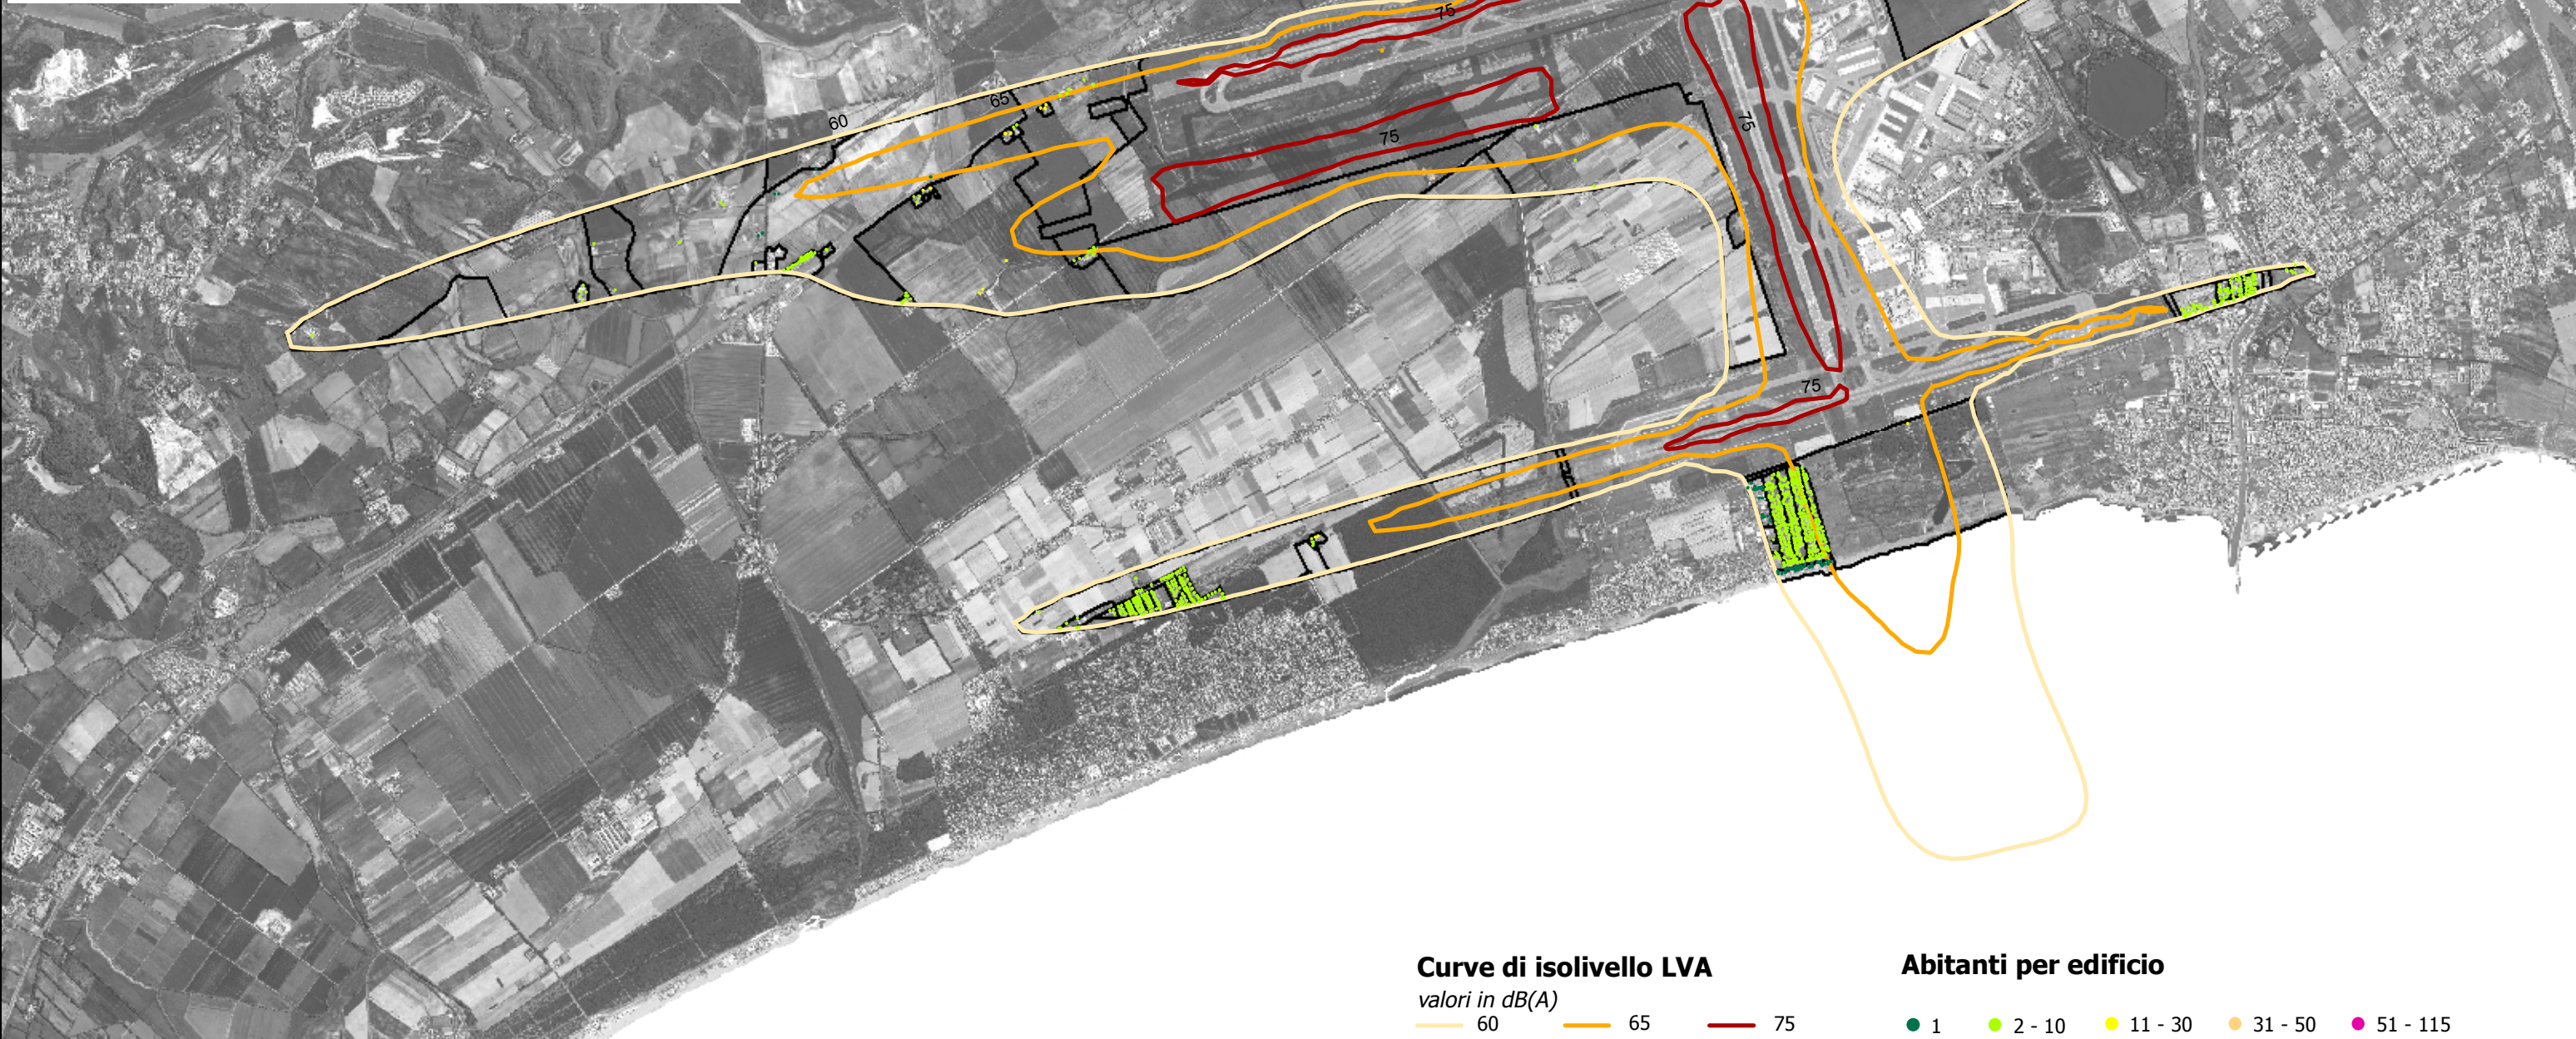 75
65
60
75
75
75
Curve di isolivello LVA
valori in dB(A)
60 65 75
Abitanti per edificio
1 2 - 10 11 - 30 31 - 50 51 - 115